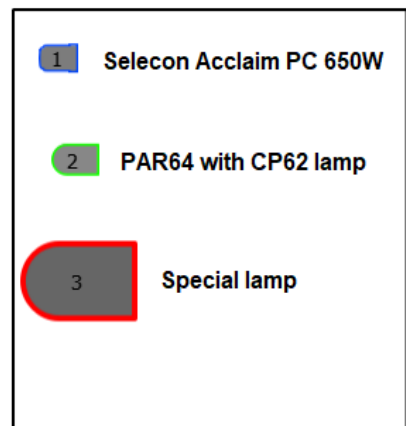 1 Selecon Acclaim PC 650W
2 PAR64 with CP62 lamp
3 Special lamp